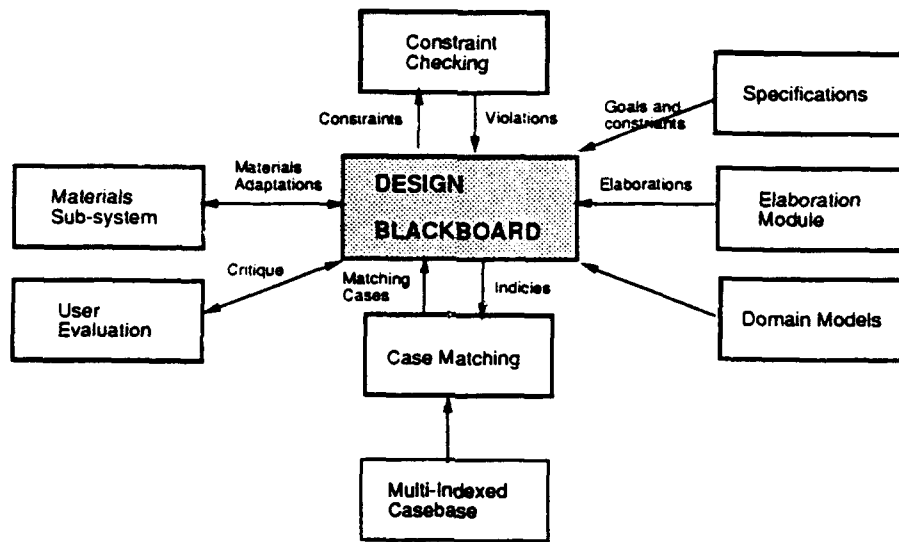 Constraint
Checking
Constraints
Violations
Goals and
constriants
Specifications
Materials
Sub-system
Materials
Adaptations
DESIGN
BLACKBOARD
Elaborations
Elaboration
Module
User
Evaluation
Critique
Matching
Cases
Indicies
Domain Models
Case Matching
Multi-Indexed
Casebase